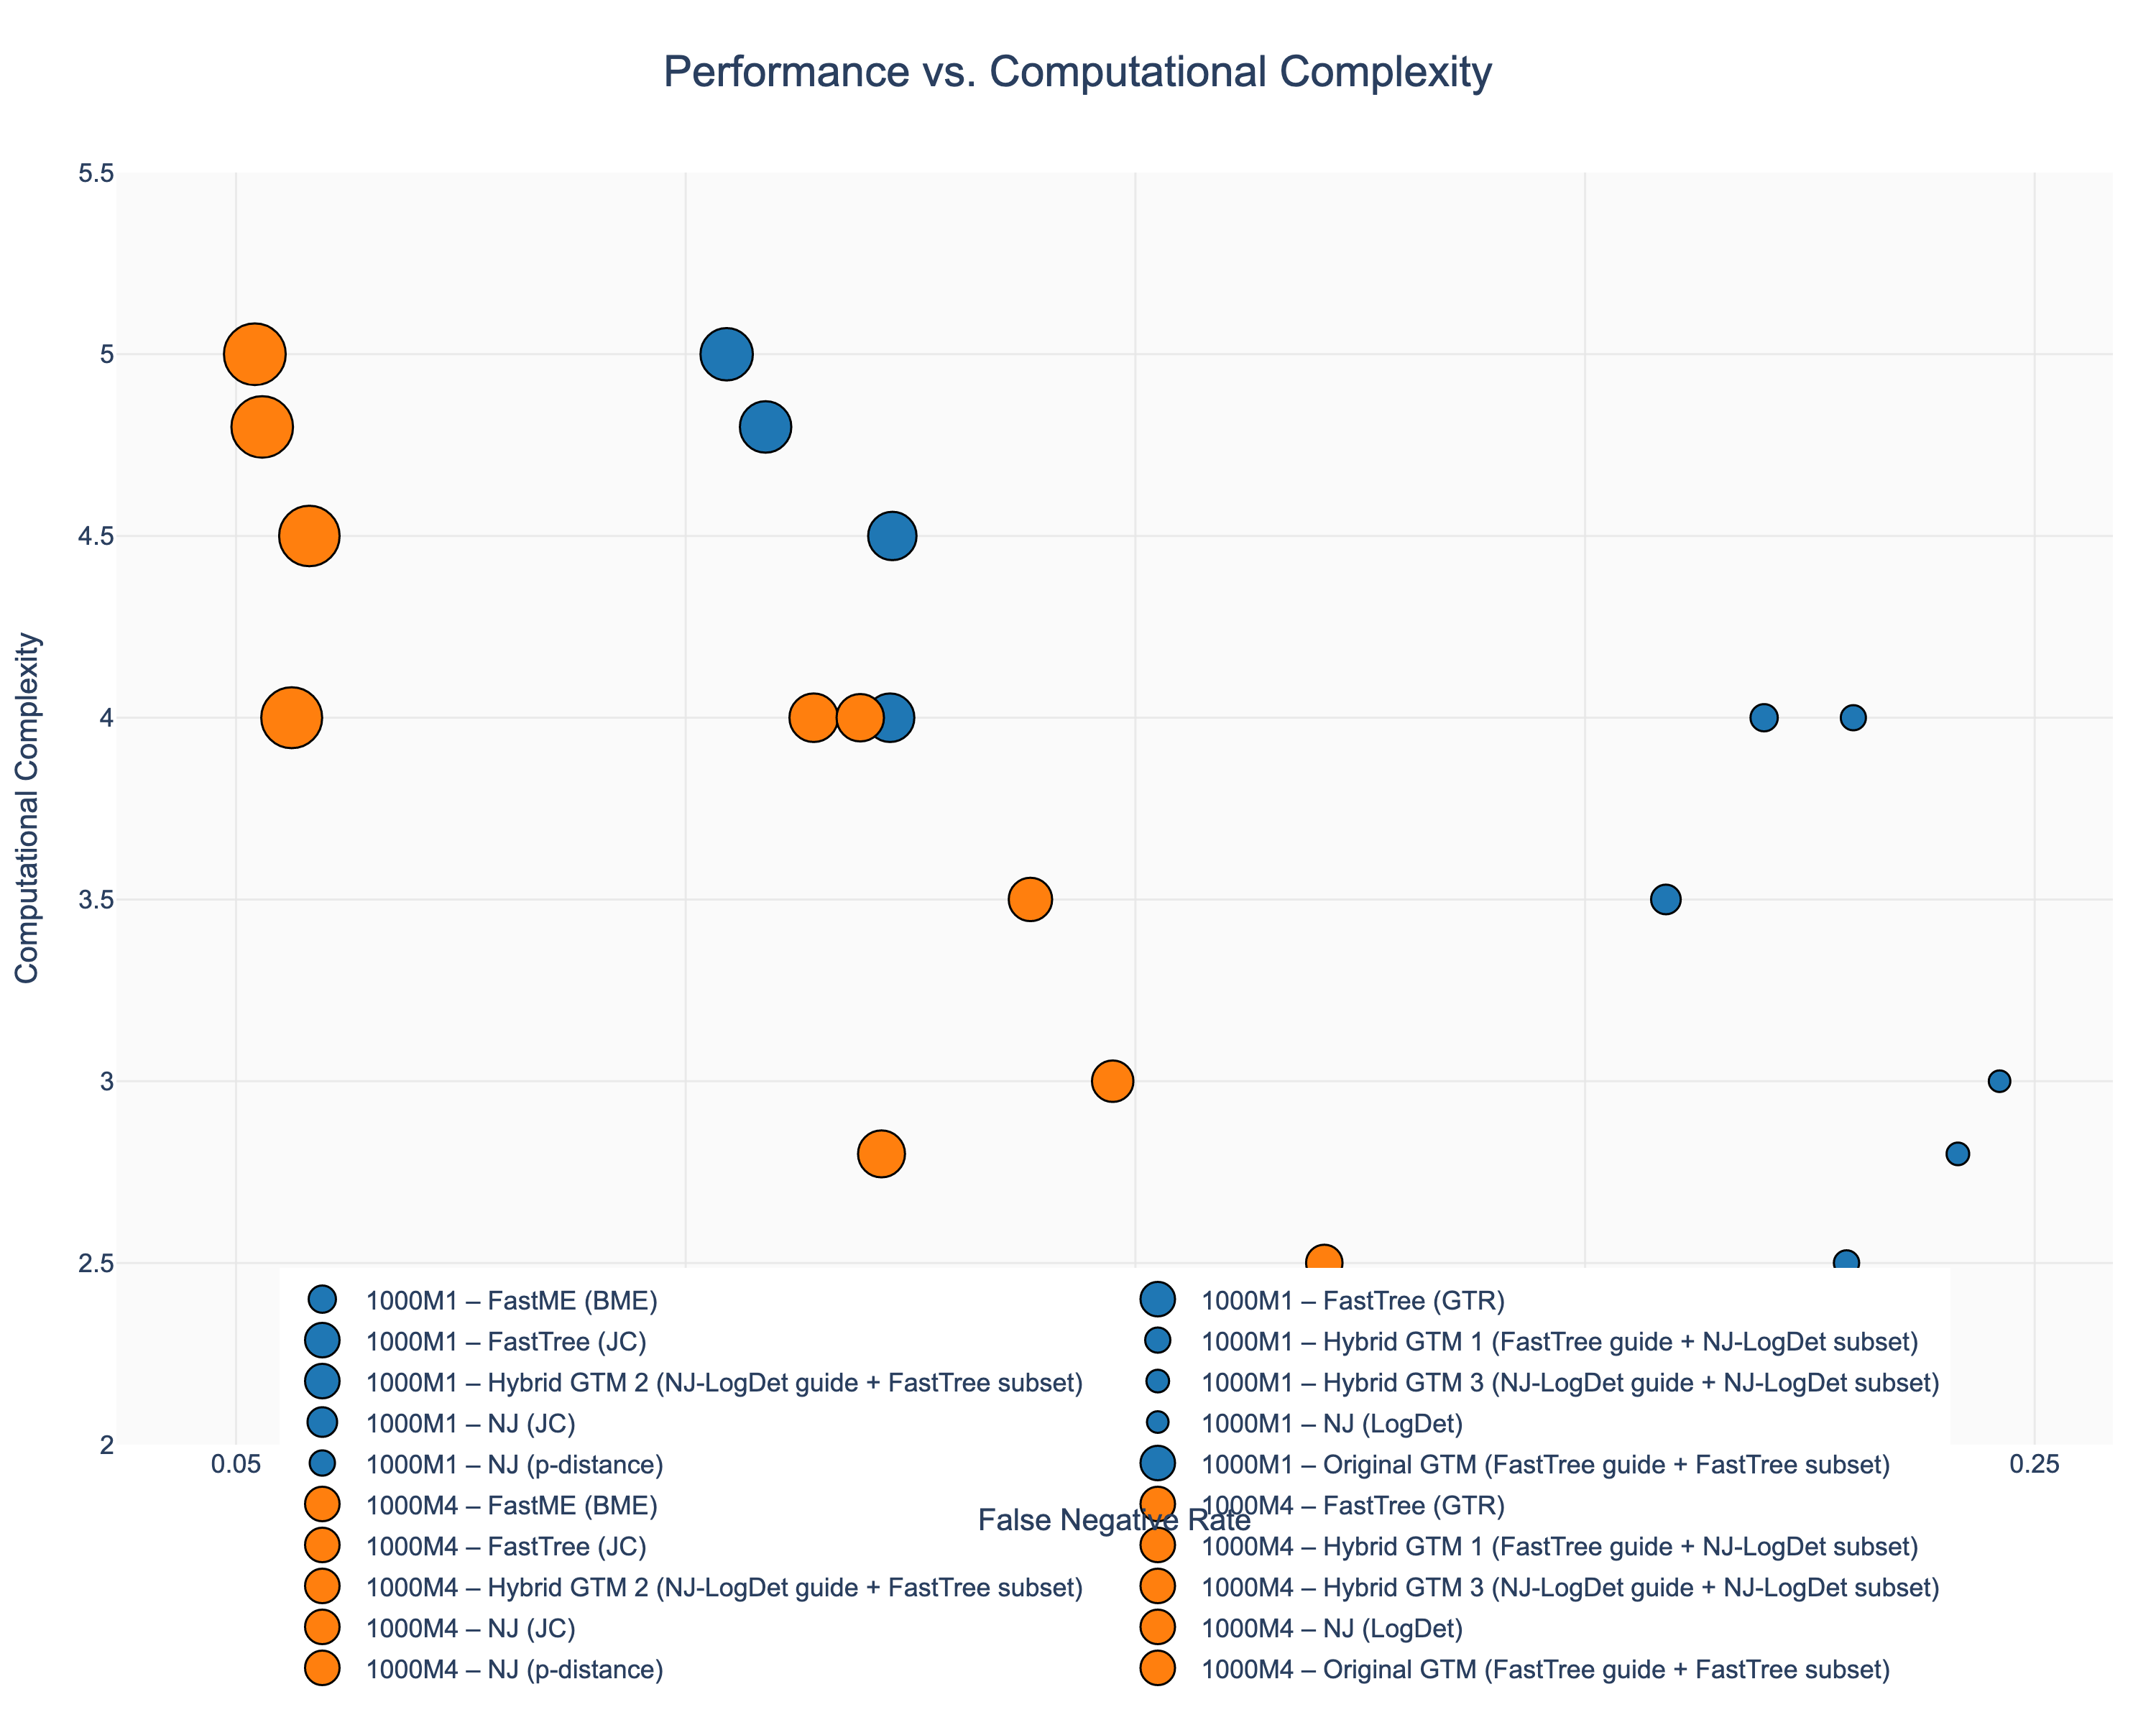 Performance vs. Computational Complexity
Computational Complexity
5.5
5
4.5
4
3.5
3
2.5
2
0.05
0.25
False Negative Rate
1000M1 – FastME (BME)
1000M1 – FastTree (GTR)
1000M1 – FastTree (JC)
1000M1 – Hybrid GTM 1 (FastTree guide + NJ-LogDet subset)
1000M1 – Hybrid GTM 2 (NJ-LogDet guide + FastTree subset)
1000M1 – Hybrid GTM 3 (NJ-LogDet guide + NJ-LogDet subset)
1000M1 – NJ (JC)
1000M1 – NJ (LogDet)
1000M1 – NJ (p-distance)
1000M1 – Original GTM (FastTree guide + FastTree subset)
1000M4 – FastME (BME)
1000M4 – FastTree (GTR)
1000M4 – FastTree (JC)
1000M4 – Hybrid GTM 1 (FastTree guide + NJ-LogDet subset)
1000M4 – Hybrid GTM 2 (NJ-LogDet guide + FastTree subset)
1000M4 – Hybrid GTM 3 (NJ-LogDet guide + NJ-LogDet subset)
1000M4 – NJ (JC)
1000M4 – NJ (LogDet)
1000M4 – NJ (p-distance)
1000M4 – Original GTM (FastTree guide + FastTree subset)